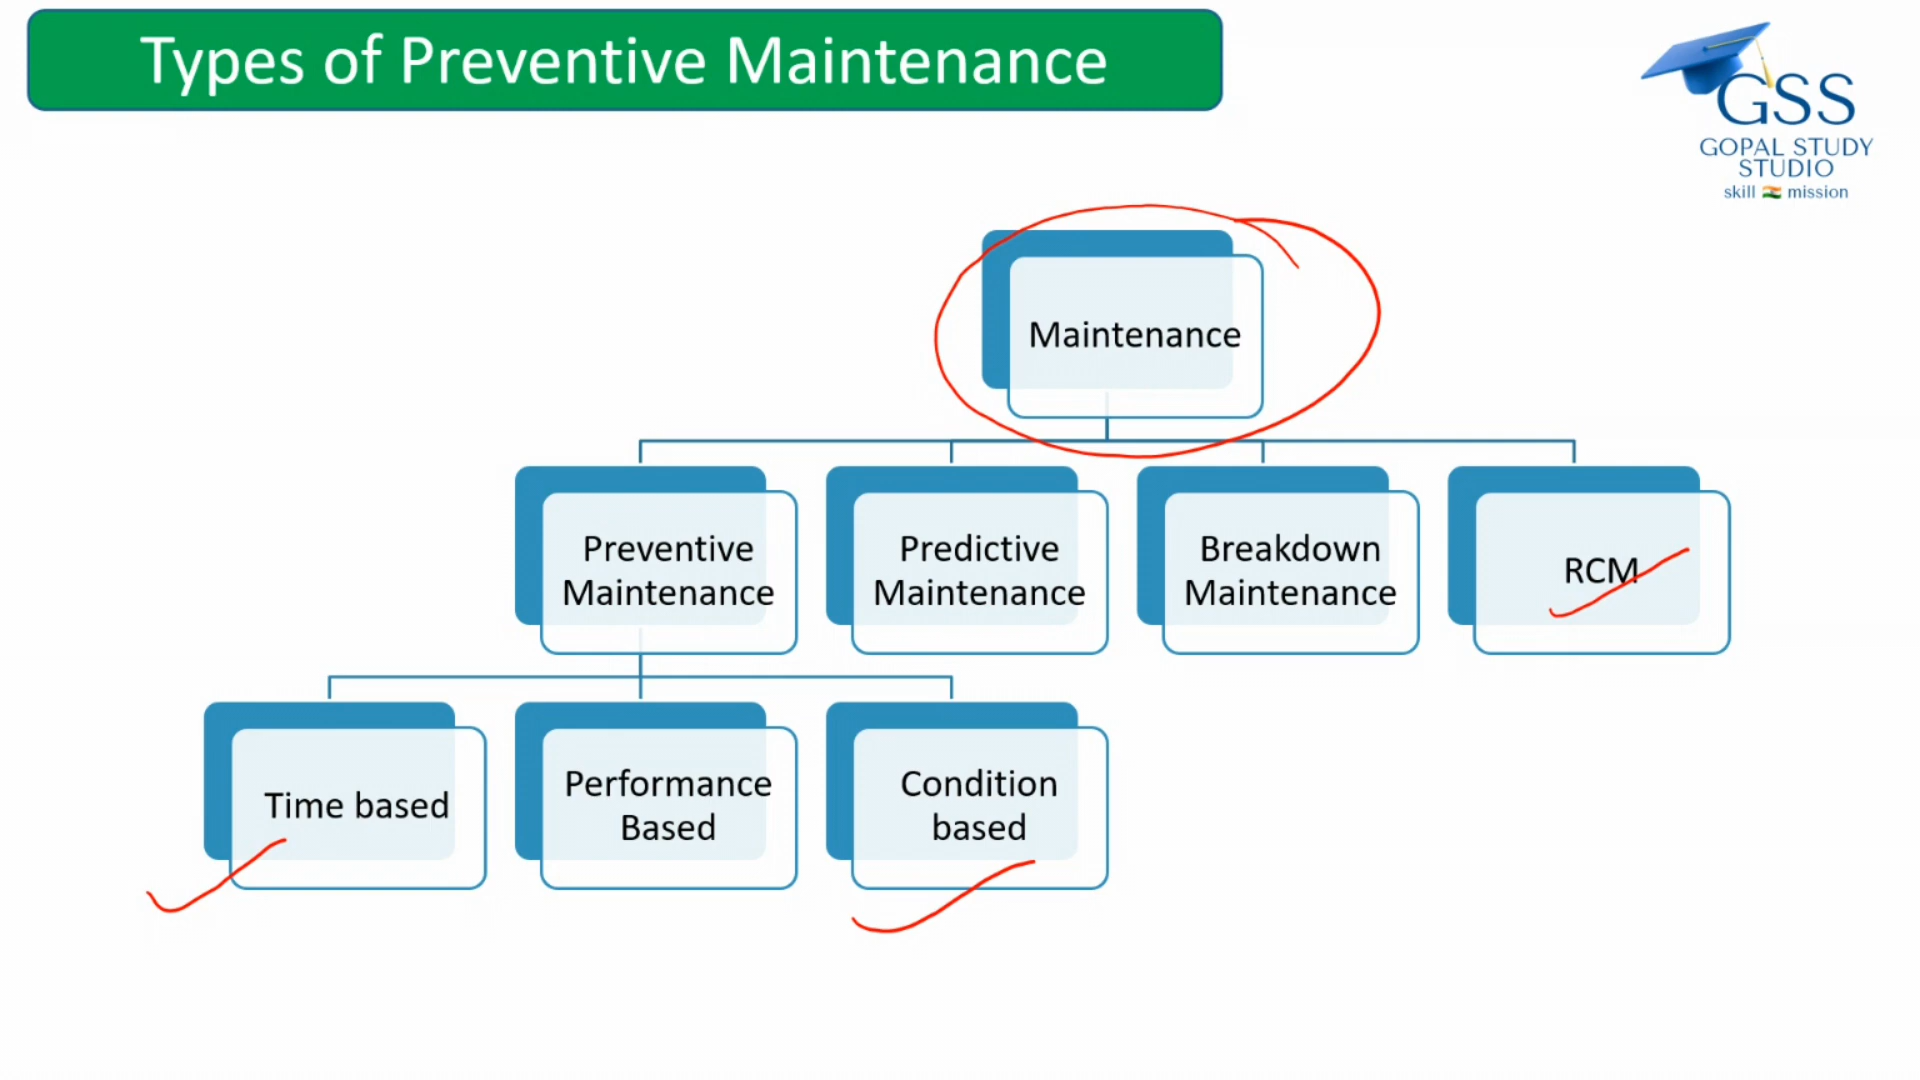 Types of Preventive Maintenance
GSS
GOPAL STUDY
STUDIO
skill mission
Maintenance
Preventive
Maintenance
Predictive
Maintenance
Breakdown
Maintenance
RCM
Time based
Performance
Based
Condition
based